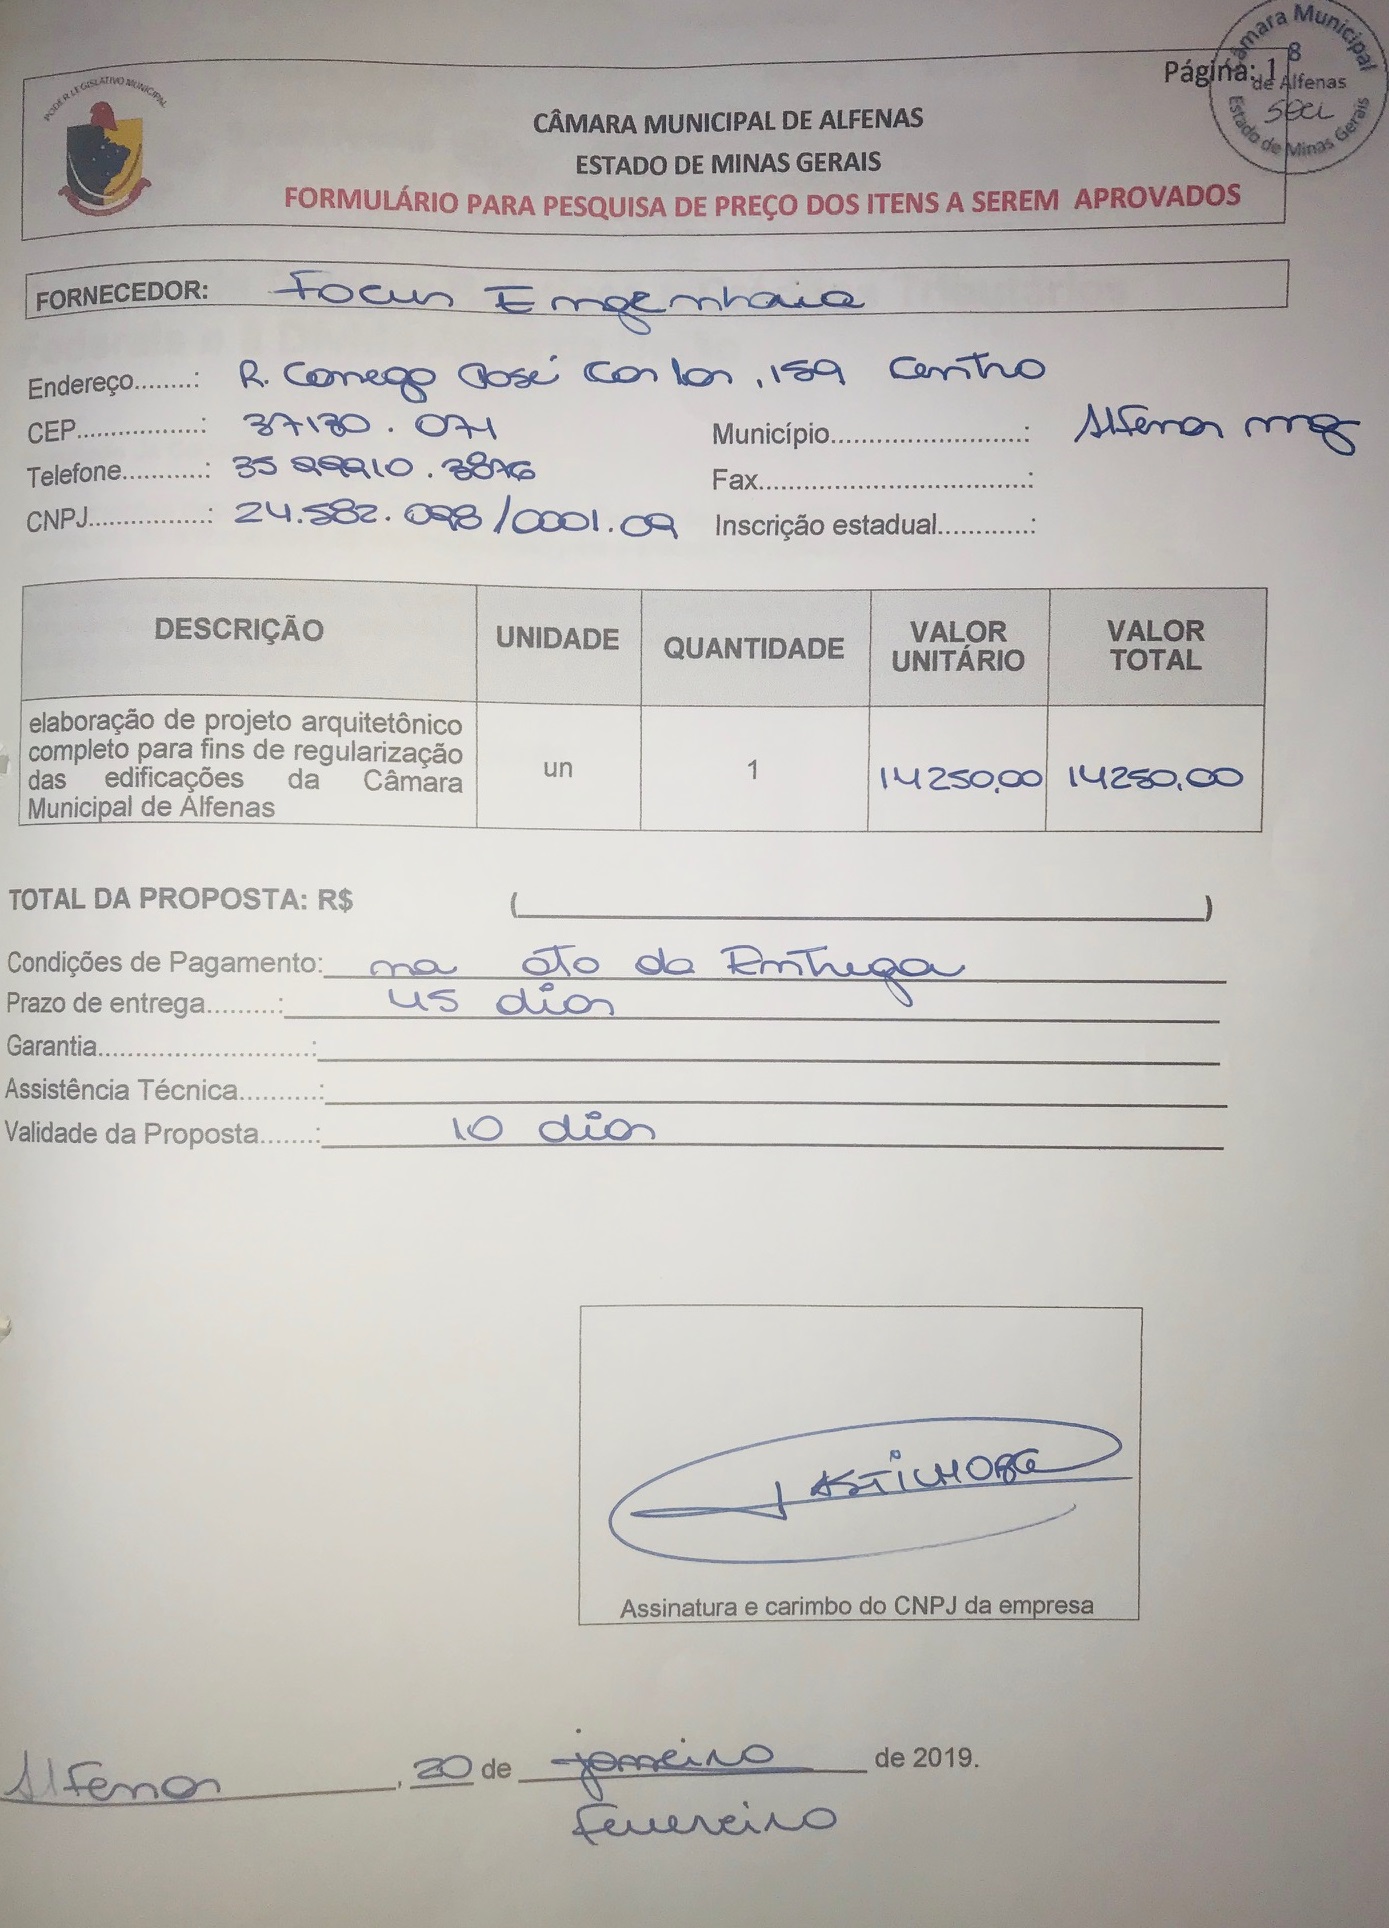 Câmara Municipal
8
Página: 1
de Alfenas
Estado de Minas Gerais
PODER LEGISLATIVO MUNICIPAL
CÂMARA MUNICIPAL DE ALFENAS
ESTADO DE MINAS GERAIS
FORMULÁRIO PARA PESQUISA DE PREÇO DOS ITENS A SEREM APROVADOS
FORNECEDOR: Focus Engenharia
Endereço........: R. Conego José Carlos, 159 Centro
CEP.................: 37130.071 Município.........................: Alfenas mg
Telefone...........: 35 99910.3876 Fax...................................:
CNPJ................: 24.582.098/0001.09 Inscrição estadual............:
DESCRIÇÃO UNIDADE QUANTIDADE VALOR UNITÁRIO VALOR TOTAL
elaboração de projeto arquitetônico
completo para fins de regularização
das edificações da Câmara
Municipal de Alfenas
un 1 14250,00 14250,00
TOTAL DA PROPOSTA: R$ (                    )
Condições de Pagamento: na ato da Entrega
Prazo de entrega.........: 45 dias
Garantia...........................:
Assistência Técnica..........:
Validade da Proposta.......: 10 dias
Assinatura e carimbo do CNPJ da empresa
Alfenas, 20 de janeiro de 2019.
Fevereiro